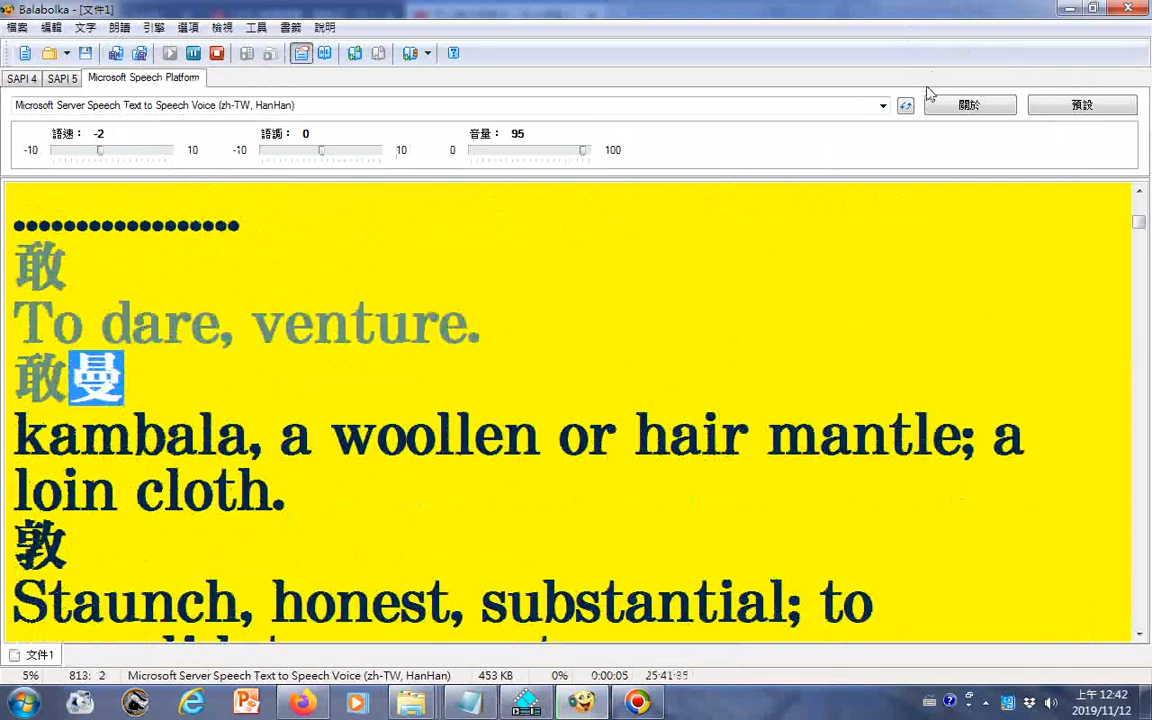 Balabolka - [文件1]
檔案 編輯 文字 朗讀 引擎 選項 檢視 工具 書籤 說明
SAPI 4 SAPI 5 Microsoft Speech Platform
Microsoft Server Speech Text to Speech Voice (zh-TW, HanHan) 關於 預設
語速： -2 語調： 0 音量： 95
-10 10 -10 10 0 100
●●●●●●●●●●●●●●●●●●
敢
To dare, venture.
敢曼
kambala, a woollen or hair mantle; a
loin cloth.
敦
Staunch, honest, substantial; to
文件1
5% 813: 2 Microsoft Server Speech Text to Speech Voice (zh-TW, HanHan) 453 KB 0% 0:00:05 25:41:35
上午 12:42
2019/11/12